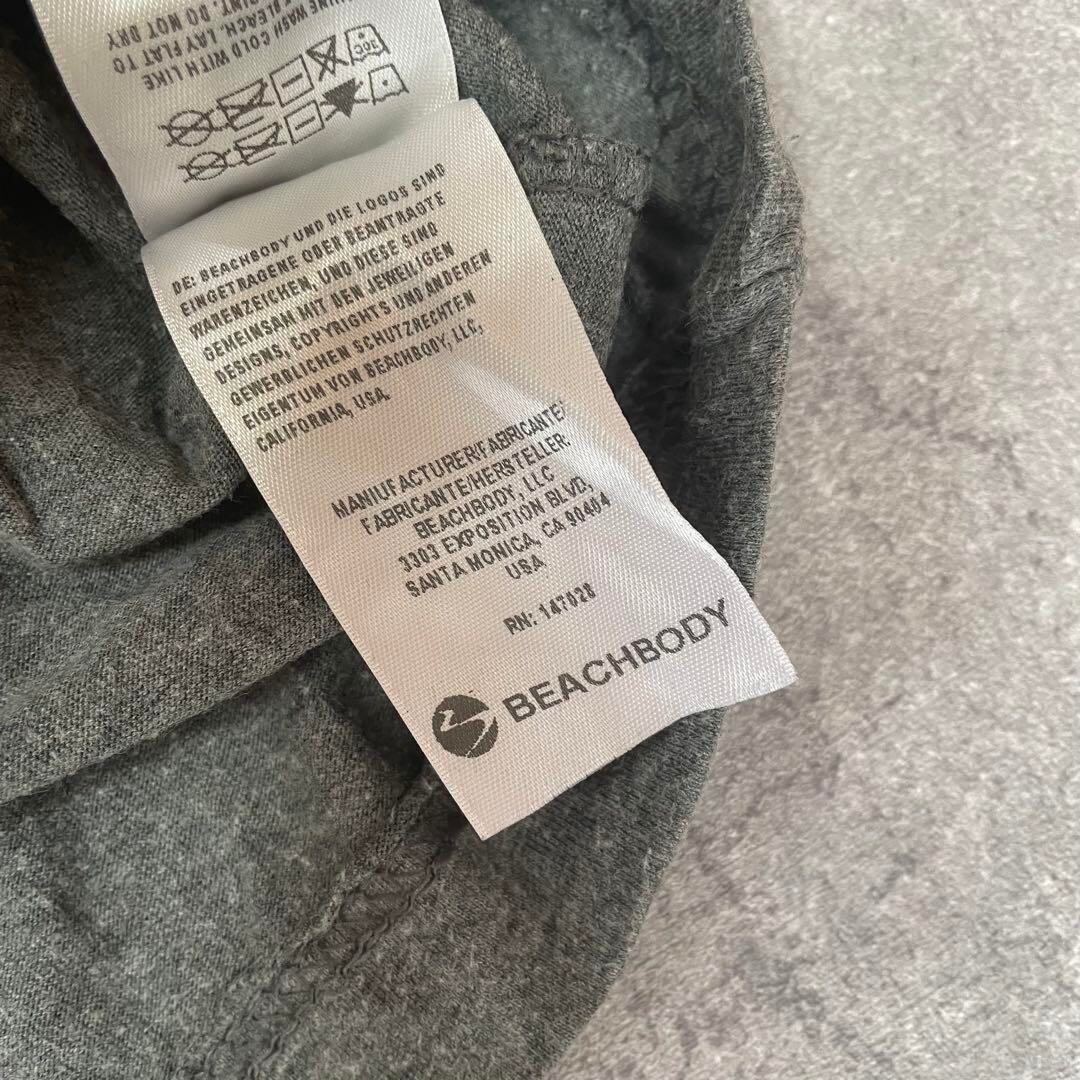 MACHINE WASH
COLD WITH LIKE
BLEACH. LAY FLAT TO
DRY
PRINT. DO NOT
30C
DE: BEACHBODY UND DIE LOGOS SIND
EINGETRAGENE ODER BEANTRAGTE
WARENZEICHEN, UND DIESE SIND
GEMEINSAM MIT DEN JEWEILIGEN
DESIGNS, COPYRIGHTS UND ANDEREN
GEWERBLICHEN SCHUTZRECHTEN
EIGENTUM VON BEACHBODY, LLC,
CALIFORNIA, USA.
MANUFACTURER/FABRICANTE/
FABRICANTE/HERSTELLER:
BEACHBODY, LLC
3303 EXPOSITION BLVD,
SANTA MONICA, CA 90404
USA
RN: 147028
BEACHBODY